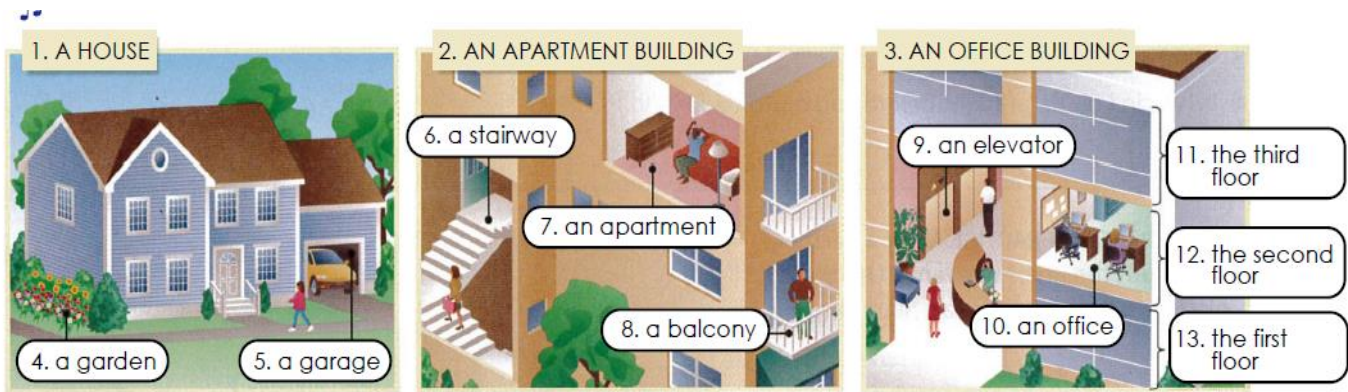 1. A HOUSE
2. AN APARTMENT BUILDING
3. AN OFFICE BUILDING
4. a garden
5. a garage
6. a stairway
7. an apartment
8. a balcony
9. an elevator
10. an office
11. the third
floor
12. the second
floor
13. the first
floor